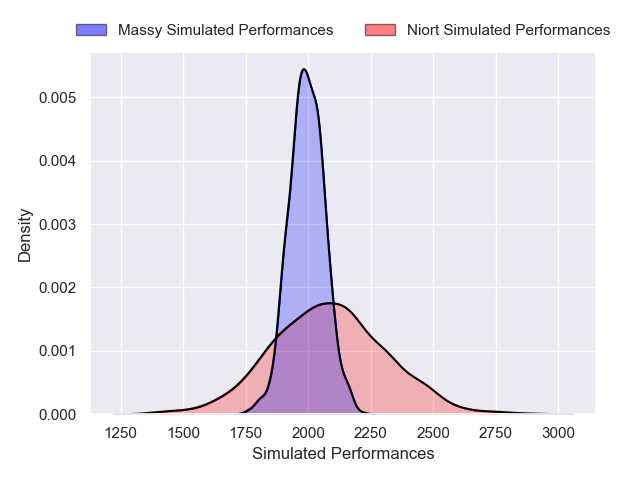 Massy Simulated Performances Niort Simulated Performances
0.005
0.004
0.003
0.002
0.001
0.000
Density
1250 1500 1750 2000 2250 2500 2750 3000
Simulated Performances